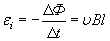 εᵢ = −ΔΦ/Δt = υBl